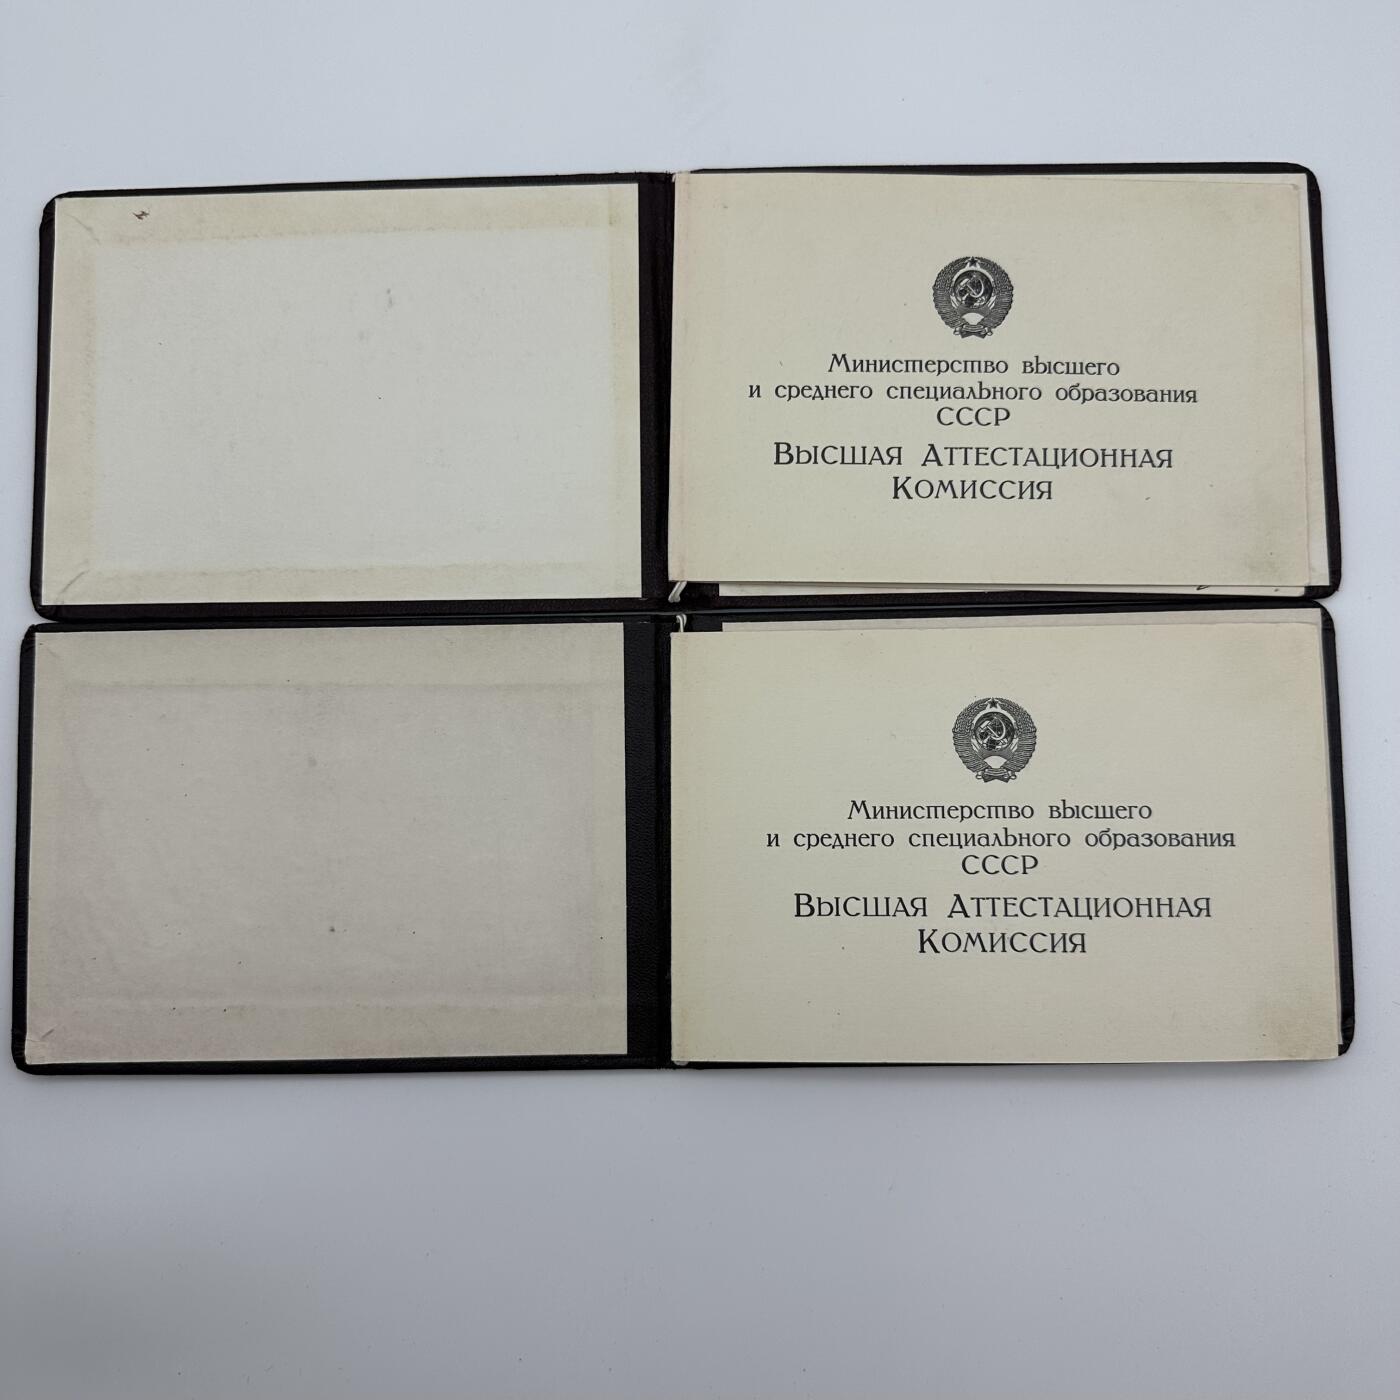 Министерство высшего
и среднего специального образования
СССР
Высшая Аттестационная
Комиссия
Министерство высшего
и среднего специального образования
СССР
Высшая Аттестационная
Комиссия